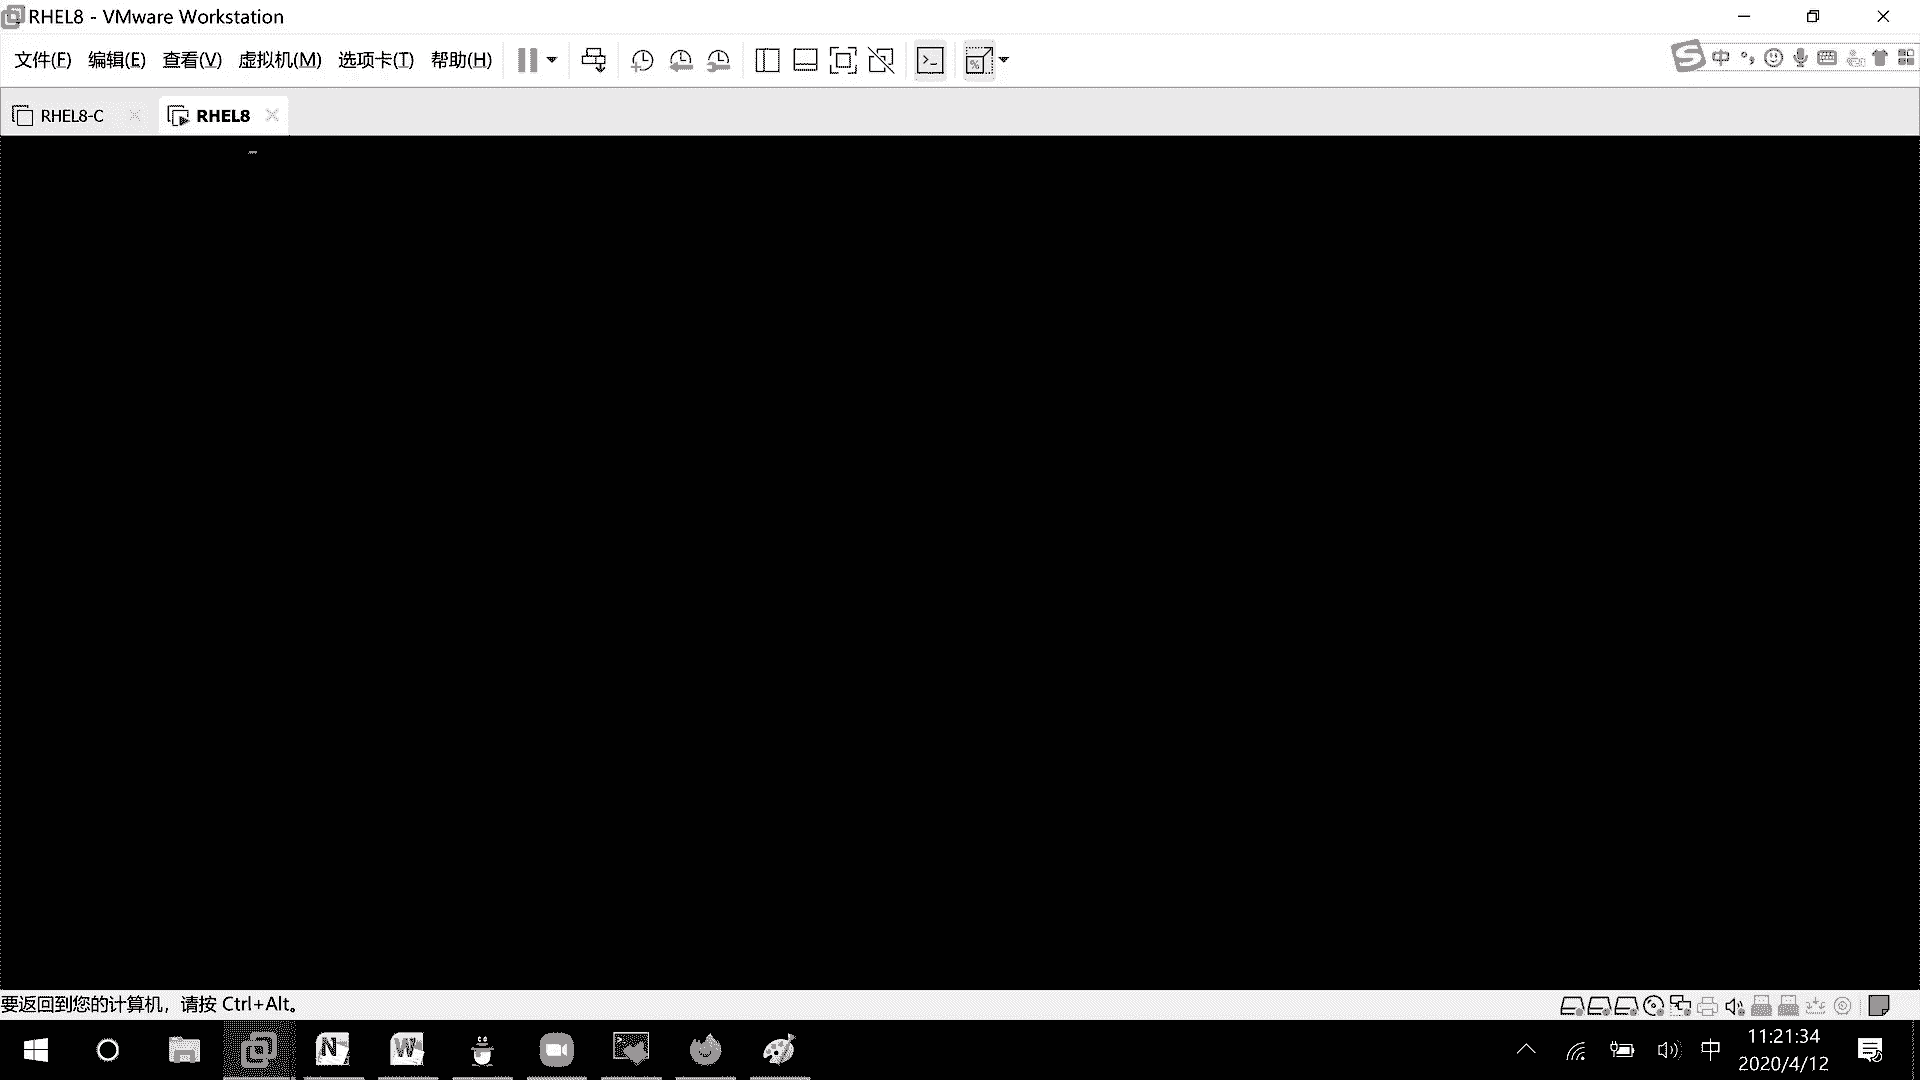 RHEL8 - VMware Workstation
文件(F) 编辑(E) 查看(V) 虚拟机(M) 选项卡(T) 帮助(H)
中
RHEL8-C RHEL8
要返回到您的计算机，请按 Ctrl+Alt。
中 11:21:34
2020/4/12